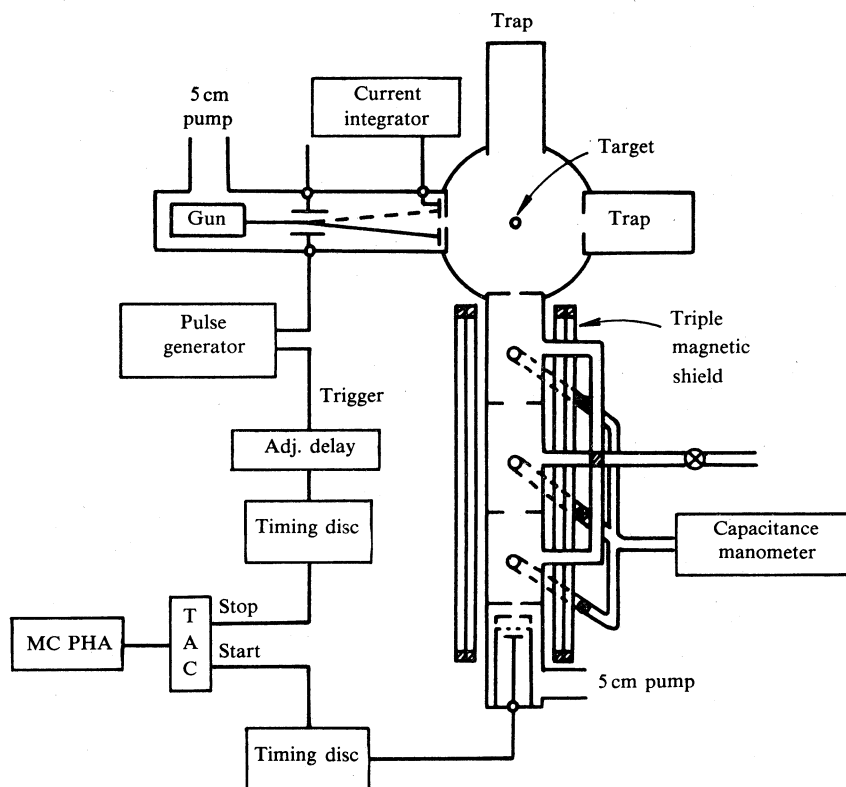 Trap
5 cm
pump
Current
integrator
Target
Gun
Trap
Pulse
generator
Triple
magnetic
shield
Trigger
Adj. delay
Timing disc
Capacitance
manometer
Stop
T
A
C
MC PHA
Start
5 cm pump
Timing disc